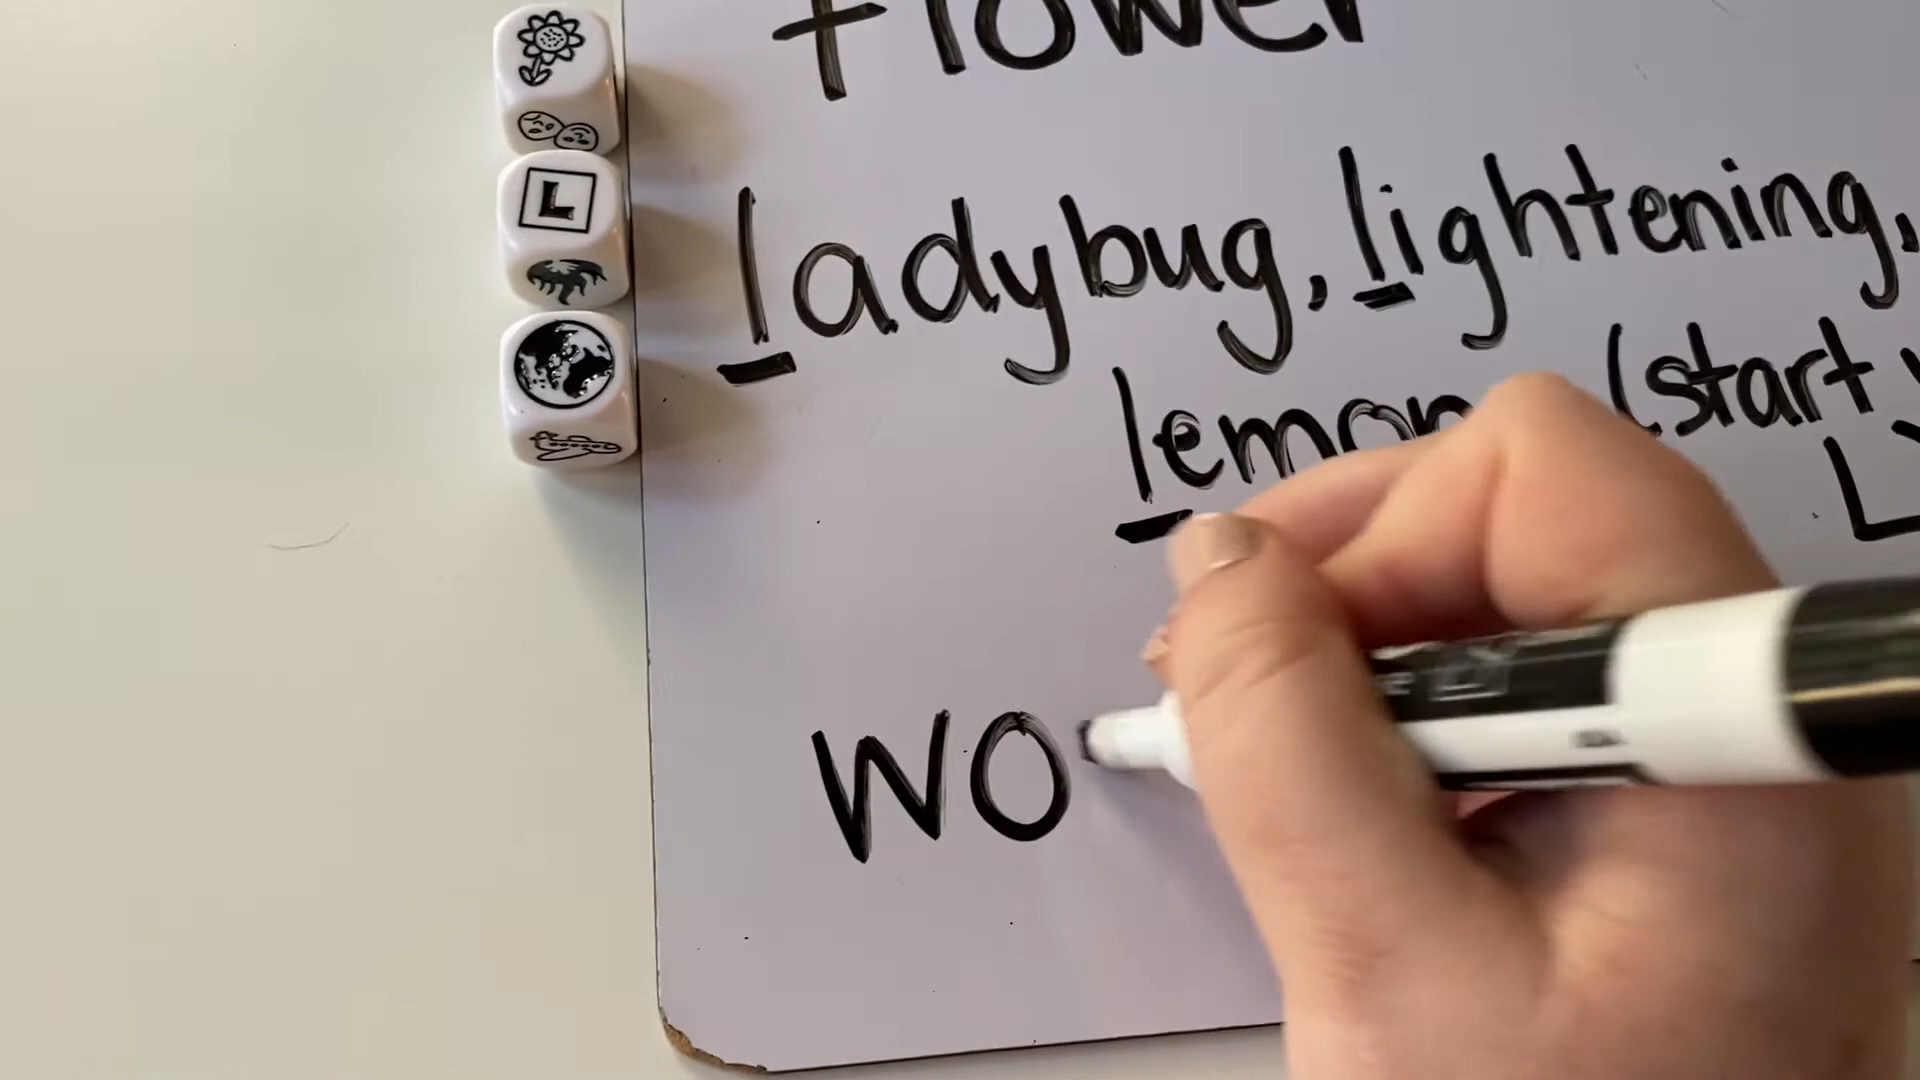 flower
L
ladybug, lightening,
lemon (start
L
wo